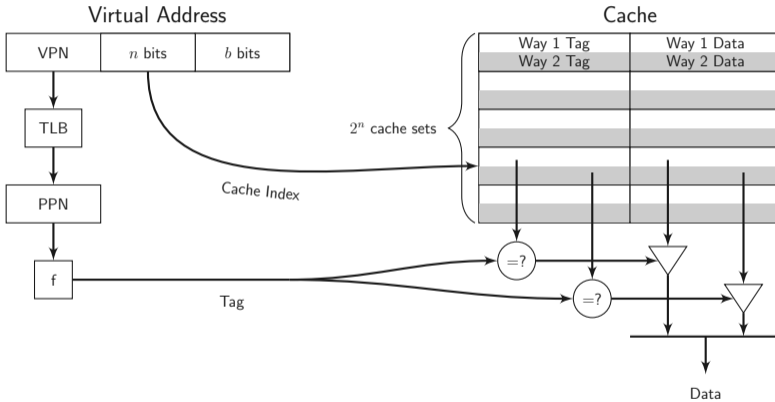 Virtual Address
Cache
VPN
n bits
b bits
Way 1 Tag
Way 1 Data
Way 2 Tag
Way 2 Data
TLB
2^n cache sets
PPN
Cache Index
f
=?
Tag
=?
Data